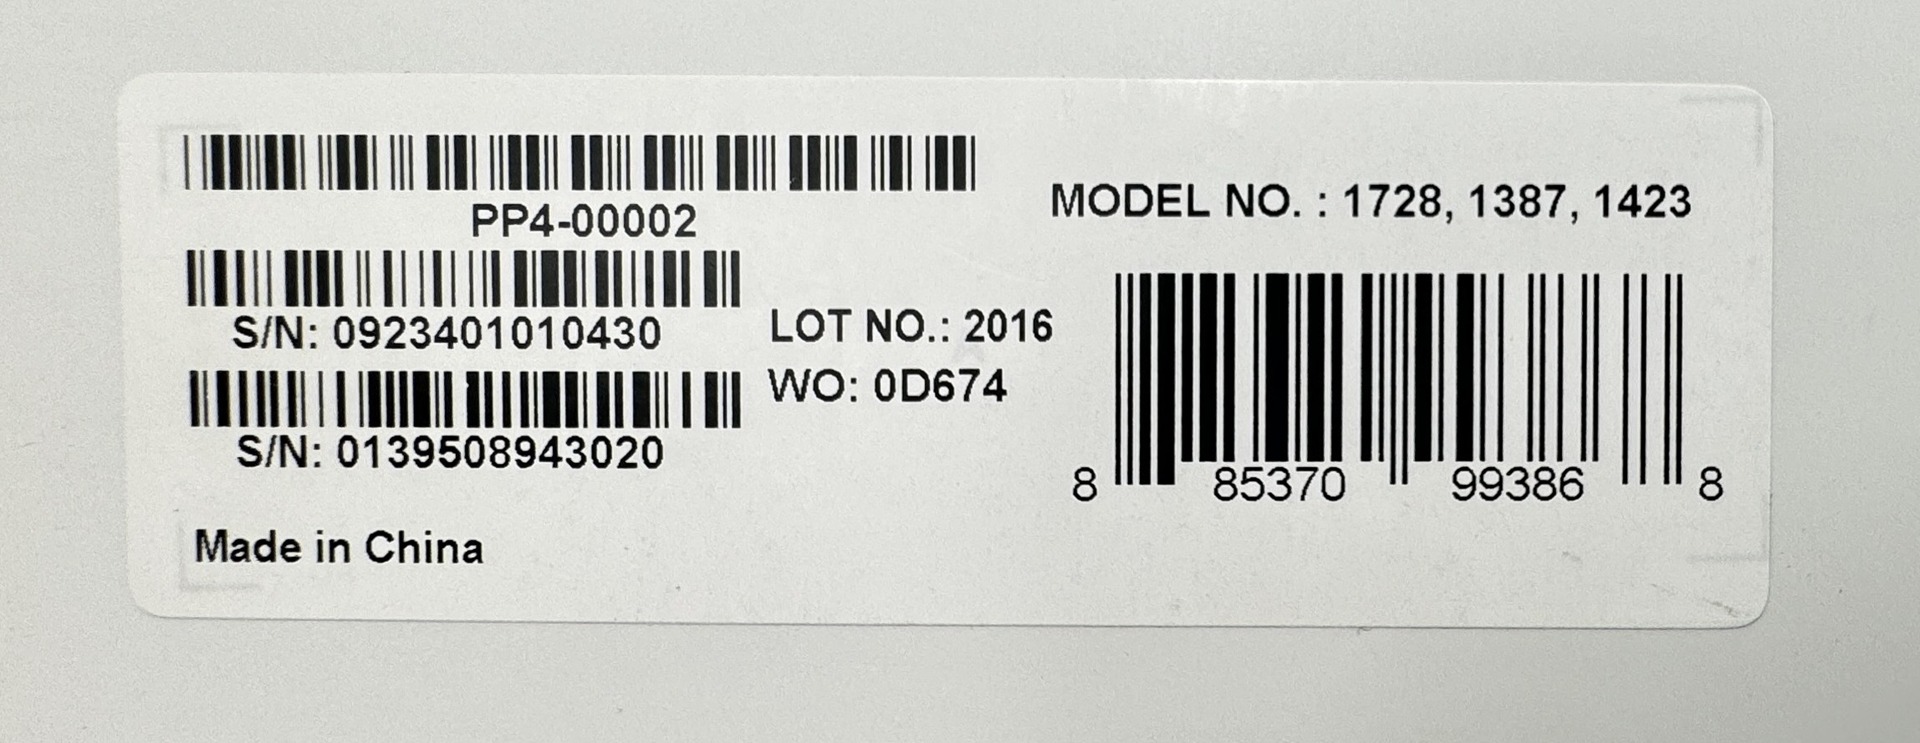 PP4-00002
S/N: 0923401010430
S/N: 0139508943020
Made in China
LOT NO.: 2016
WO: 0D674
MODEL NO. : 1728, 1387, 1423
8 85370 99386 8